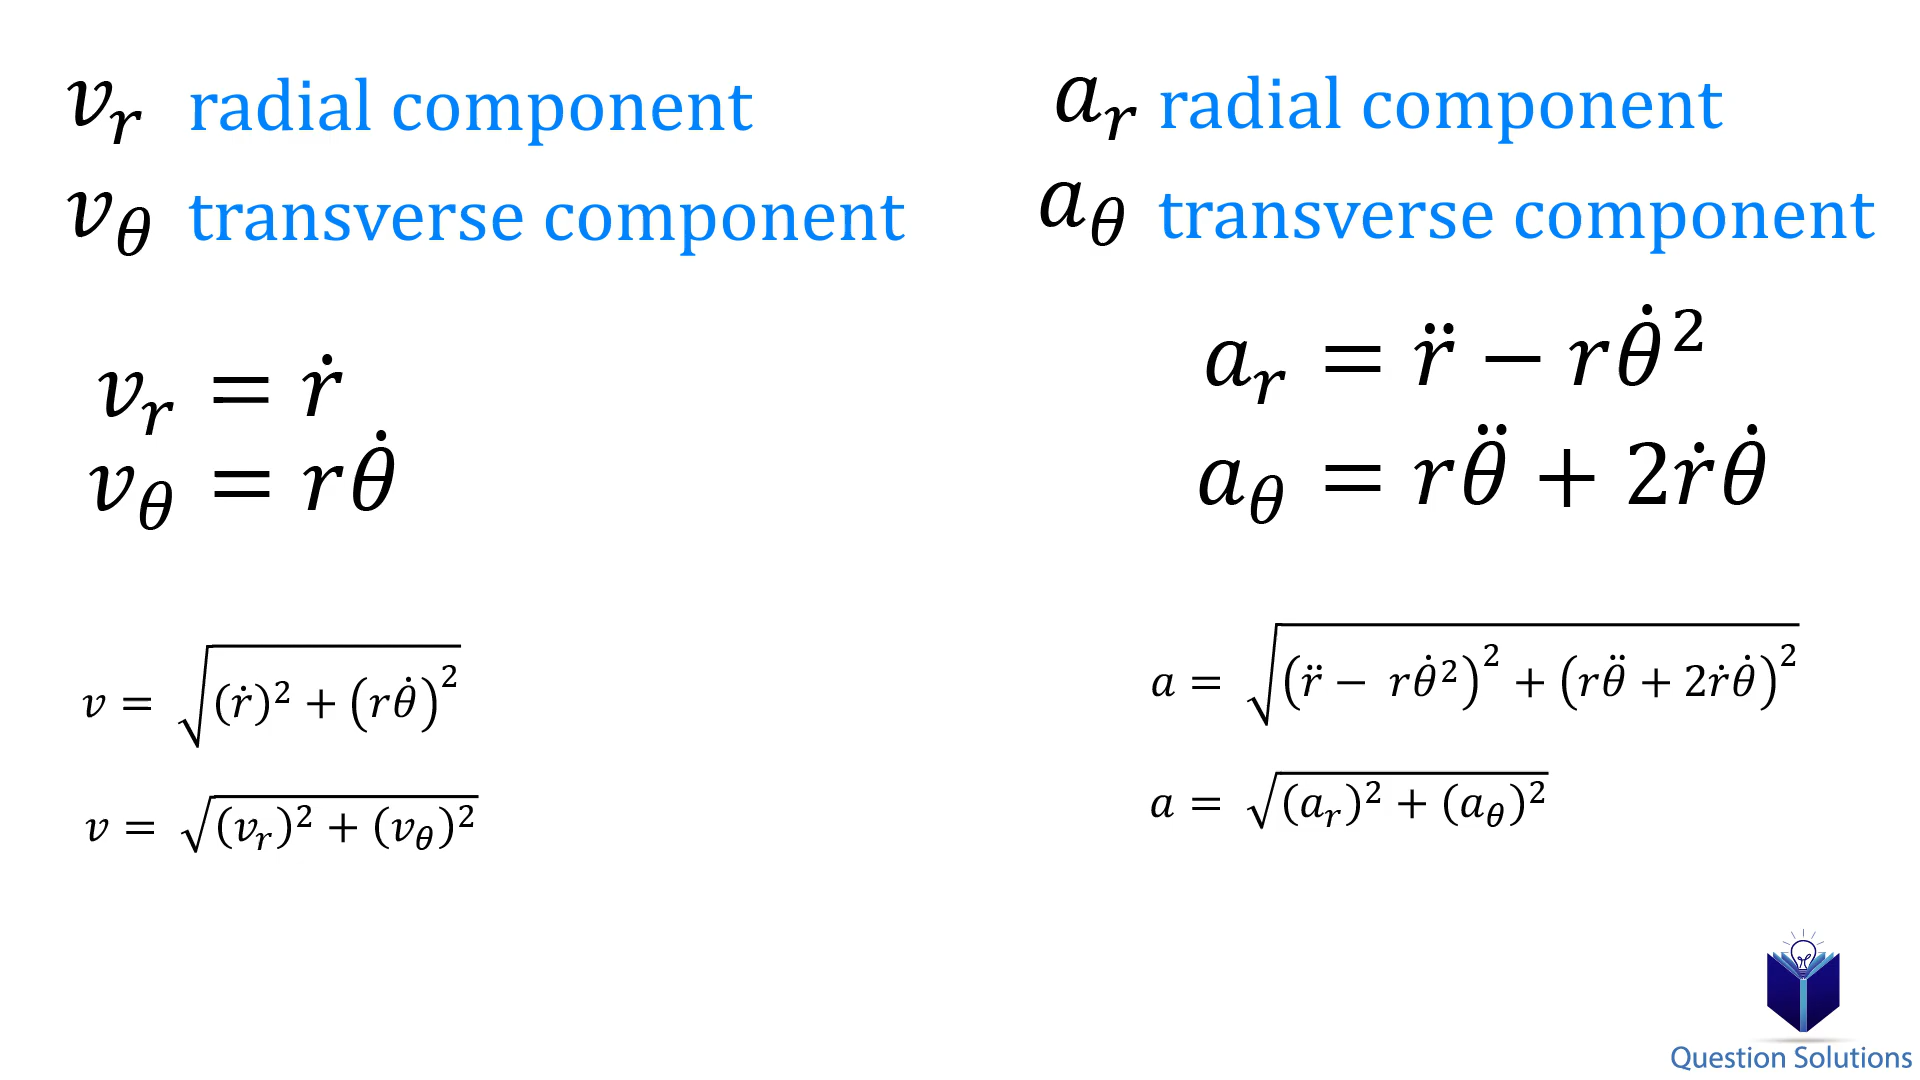 v_r radial component
v_θ transverse component
v_r = ṙ
v_θ = rθ̇
v = √((ṙ)² + (rθ̇)²)
v = √((v_r)² + (v_θ)²)
a_r radial component
a_θ transverse component
a_r = r̈ − rθ̇²
a_θ = rθ̈ + 2ṙθ̇
a = √((r̈ − rθ̇²)² + (rθ̈ + 2ṙθ̇)²)
a = √((a_r)² + (a_θ)²)
Question Solutions